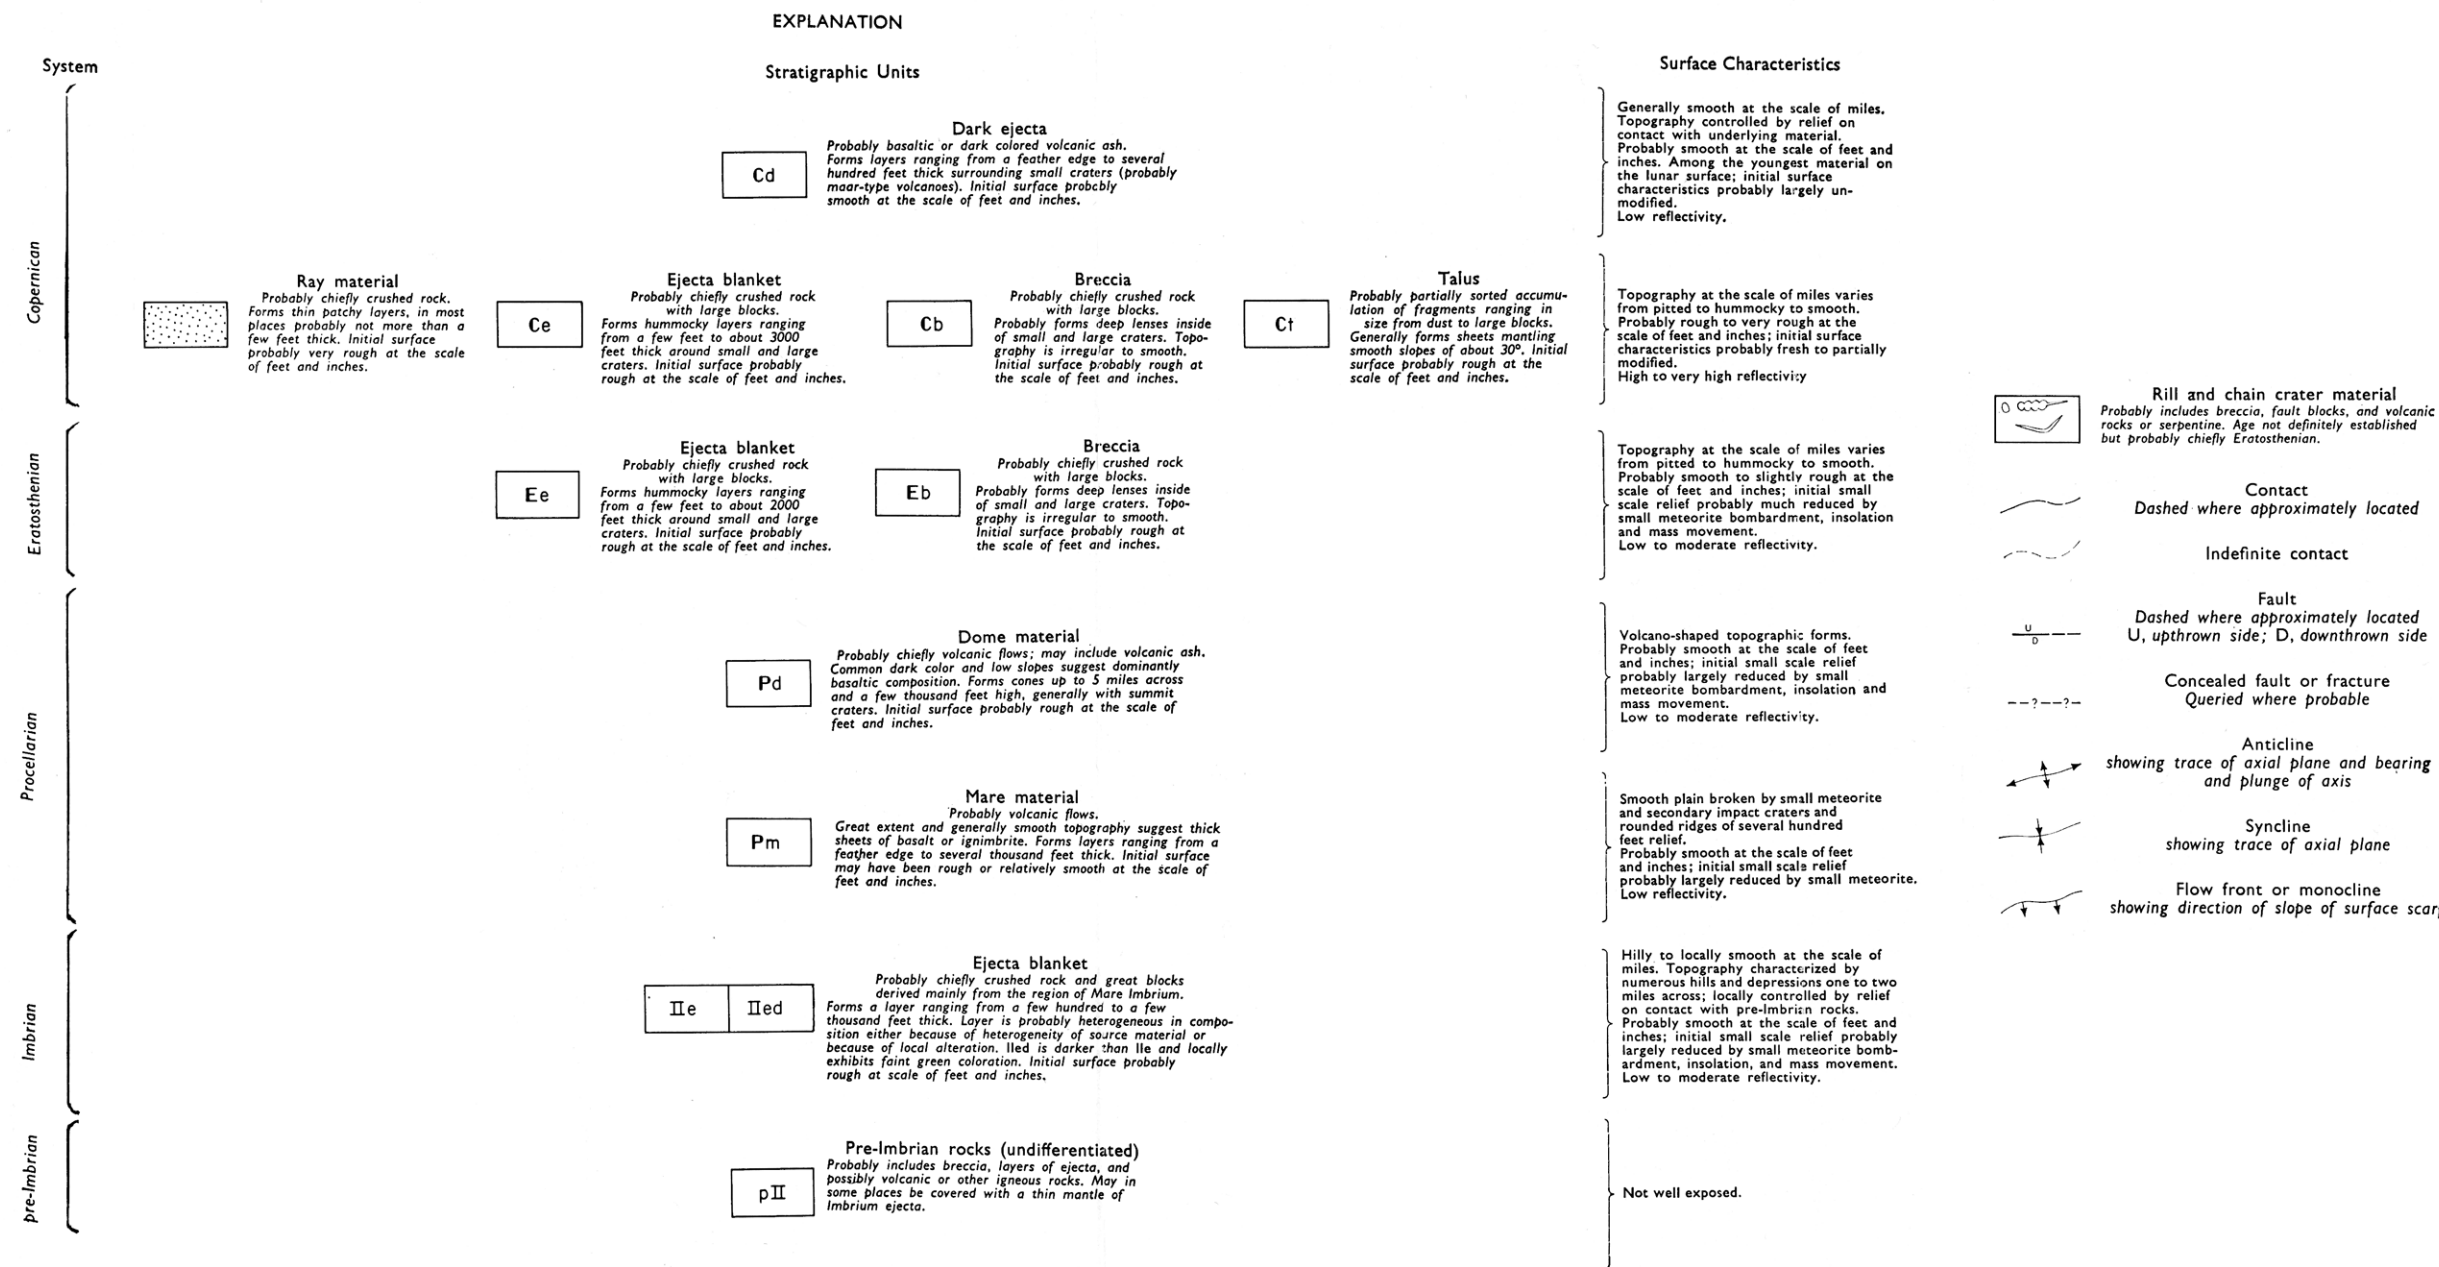 EXPLANATION
System
Stratigraphic Units
Surface Characteristics
Copernican
Dark ejecta
Cd
Probably basaltic or dark colored volcanic ash.
Forms layers ranging from a feather edge to several
hundred feet thick surrounding small craters (probably
maar-type volcanoes). Initial surface probably
smooth at the scale of feet and inches.
Generally smooth at the scale of miles.
Topography controlled by relief on
contact with underlying material.
Probably smooth at the scale of feet and
inches. Among the youngest material on
the lunar surface; initial surface
characteristics probably largely un-
modified.
Low reflectivity.
Ray material
Probably chiefly crushed rock.
Forms thin patchy layers, in most
places probably not more than a
few feet thick. Initial surface
probably very rough at the scale
of feet and inches.
Ce
Ejecta blanket
Probably chiefly crushed rock
with large blocks.
Forms hummocky layers ranging
from a few feet to about 3000
feet thick around small and large
craters. Initial surface probably
rough at the scale of feet and inches.
Cb
Breccia
Probably chiefly crushed rock
with large blocks.
Probably forms deep lenses inside
of small and large craters. Topo-
graphy is irregular to smooth.
Initial surface probably rough at
the scale of feet and inches.
Ct
Talus
Probably partially sorted accumu-
lation of fragments ranging in
size from dust to large blocks.
Generally forms sheets mantling
smooth slopes of about 30°. Initial
surface probably rough at the
scale of feet and inches.
Topography at the scale of miles varies
from pitted to hummocky to smooth.
Probably rough to very rough at the
scale of feet and inches; initial surface
characteristics probably fresh to partially
modified.
High to very high reflectivity
Eratosthenian
Ee
Ejecta blanket
Probably chiefly crushed rock
with large blocks.
Forms hummocky layers ranging
from a few feet to about 2000
feet thick around small and large
craters. Initial surface probably
rough at the scale of feet and inches.
Eb
Breccia
Probably chiefly crushed rock
with large blocks.
Probably forms deep lenses inside
of small and large craters. Topo-
graphy is irregular to smooth.
Initial surface probably rough at
the scale of feet and inches.
Topography at the scale of miles varies
from pitted to hummocky to smooth.
Probably smooth to slightly rough at the
scale of feet and inches; initial small
scale relief probably much reduced by
small meteorite bombardment, insolation
and mass movement.
Low to moderate reflectivity.
Procellarian
Pd
Dome material
Probably chiefly volcanic flows; may include volcanic ash.
Common dark color and low slopes suggest dominantly
basaltic composition. Forms cones up to 5 miles across
and a few thousand feet high, generally with summit
craters. Initial surface probably rough at the scale of
feet and inches.
Volcano-shaped topographic forms.
Probably smooth at the scale of feet
and inches; initial small scale relief
probably largely reduced by small
meteorite bombardment, insolation and
mass movement.
Low to moderate reflectivity.
Pm
Mare material
Probably volcanic flows.
Great extent and generally smooth topography suggest thick
sheets of basalt or ignimbrite. Forms layers ranging from a
feather edge to several thousand feet thick. Initial surface
may have been rough or relatively smooth at the scale of
feet and inches.
Smooth plain broken by small meteorite
and secondary impact craters and
rounded ridges of several hundred
feet relief.
Probably smooth at the scale of feet
and inches; initial small scale relief
probably largely reduced by small meteorite.
Low reflectivity.
Imbrian
IIe
IIed
Ejecta blanket
Probably chiefly crushed rock and great blocks
derived mainly from the region of Mare Imbrium.
Forms a layer ranging from a few hundred to a few
thousand feet thick. Layer is probably heterogeneous in compo-
sition either because of heterogeneity of source material or
because of local alteration. IIed is darker than IIe and locally
exhibits faint green coloration. Initial surface probably
rough at scale of feet and inches.
Hilly to locally smooth at the scale of
miles. Topography characterized by
numerous hills and depressions one to two
miles across; locally controlled by relief
on contact with pre-Imbrian rocks.
Probably smooth at the scale of feet and
inches; initial small scale relief probably
largely reduced by small meteorite bomb-
ardment, insolation, and mass movement.
Low to moderate reflectivity.
pre-Imbrian
pII
Pre-Imbrian rocks (undifferentiated)
Probably includes breccia, layers of ejecta, and
possibly volcanic or other igneous rocks. May in
some places be covered with a thin mantle of
Imbrium ejecta.
Not well exposed.
Rill and chain crater material
Probably includes breccia, fault blocks, and volcanic
rocks or serpentine. Age not definitely established
but probably chiefly Eratosthenian.
Contact
Dashed where approximately located
Indefinite contact
U
D
Fault
Dashed where approximately located
U, upthrown side; D, downthrown side
--?--?-
Concealed fault or fracture
Queried where probable
Anticline
showing trace of axial plane and bearing
and plunge of axis
Syncline
showing trace of axial plane
Flow front or monocline
showing direction of slope of surface